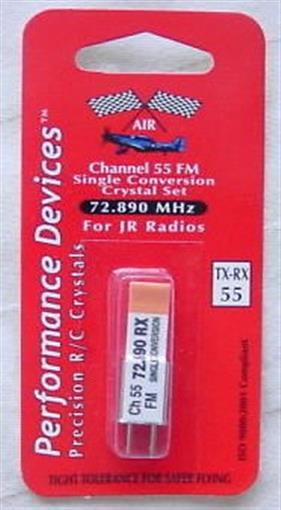 AIR
Channel 55 FM
Single Conversion
Crystal Set
72.890 MHz
For JR Radios
Performance Devices™
Precision R/C Crystals
TX-RX
55
Ch 55 72.890 RX
FM SINGLE CONVERSION
ISO 9000/2001 Compliant
TIGHT TOLERANCE FOR SAFER FLYING